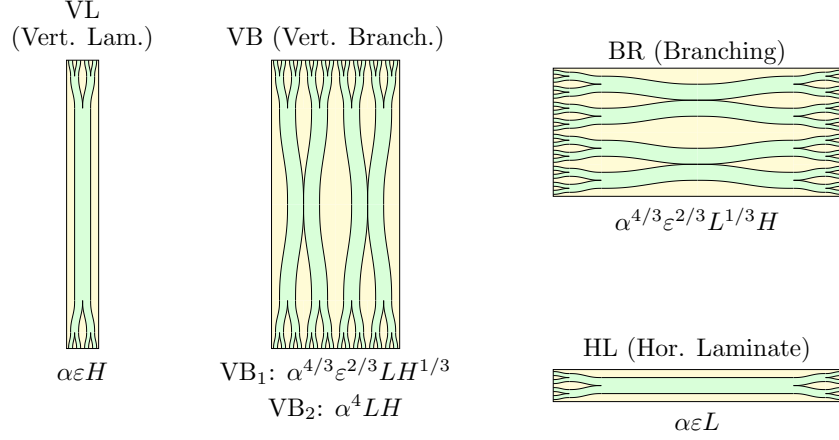 VL
(Vert. Lam.)
αεH
VB (Vert. Branch.)
VB₁: α^{4/3}ε^{2/3}LH^{1/3}
VB₂: α⁴LH
BR (Branching)
α^{4/3}ε^{2/3}L^{1/3}H
HL (Hor. Laminate)
αεL